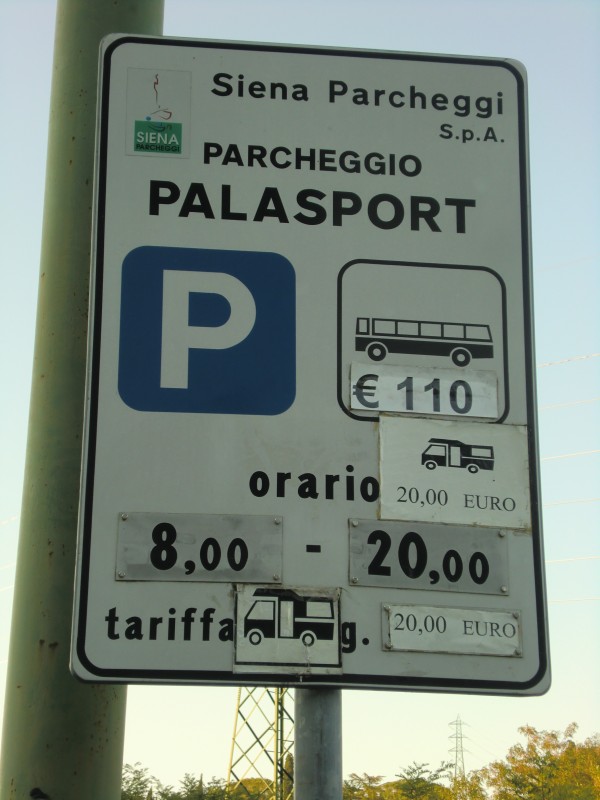 Siena Parcheggi
S.p.A.
SIENA
PARCHEGGI
PARCHEGGIO
PALASPORT
P
€ 110
orario
20,00 EURO
8,00 - 20,00
tariffa g.
20,00 EURO